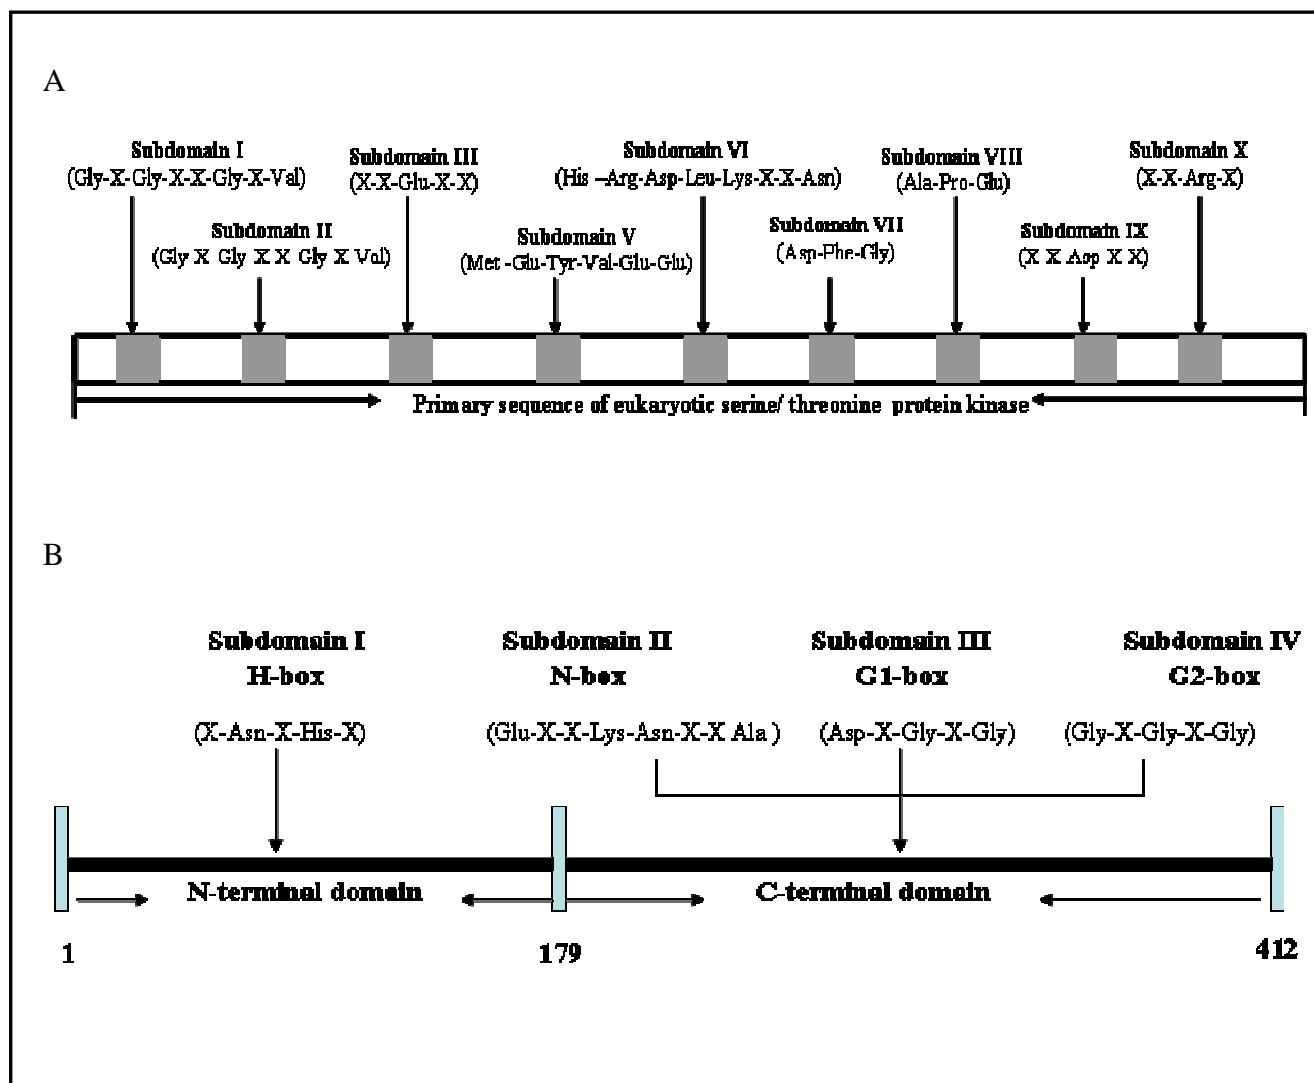 A
Subdomain I
(Gly-X-Gly-X-X-Gly-X-Val)
Subdomain II
(Gly X Gly X X Gly X Val)
Subdomain III
(X-X-Glu-X-X)
Subdomain V
(Met -Glu-Tyr-Val-Glu-Glu)
Subdomain VI
(His –Arg-Asp-Leu-Lys-X-X-Asn)
Subdomain VII
(Asp-Phe-Gly)
Subdomain VIII
(Ala-Pro-Glu)
Subdomain IX
(X X Asp X X)
Subdomain X
(X-X-Arg-X)
Primary sequence of eukaryotic serine/ threonine protein kinase
B
Subdomain I
H-box
(X-Asn-X-His-X)
Subdomain II
N-box
(Glu-X-X-Lys-Asn-X-X Ala )
Subdomain III
G1-box
(Asp-X-Gly-X-Gly)
Subdomain IV
G2-box
(Gly-X-Gly-X-Gly)
N-terminal domain
C-terminal domain
1
179
412